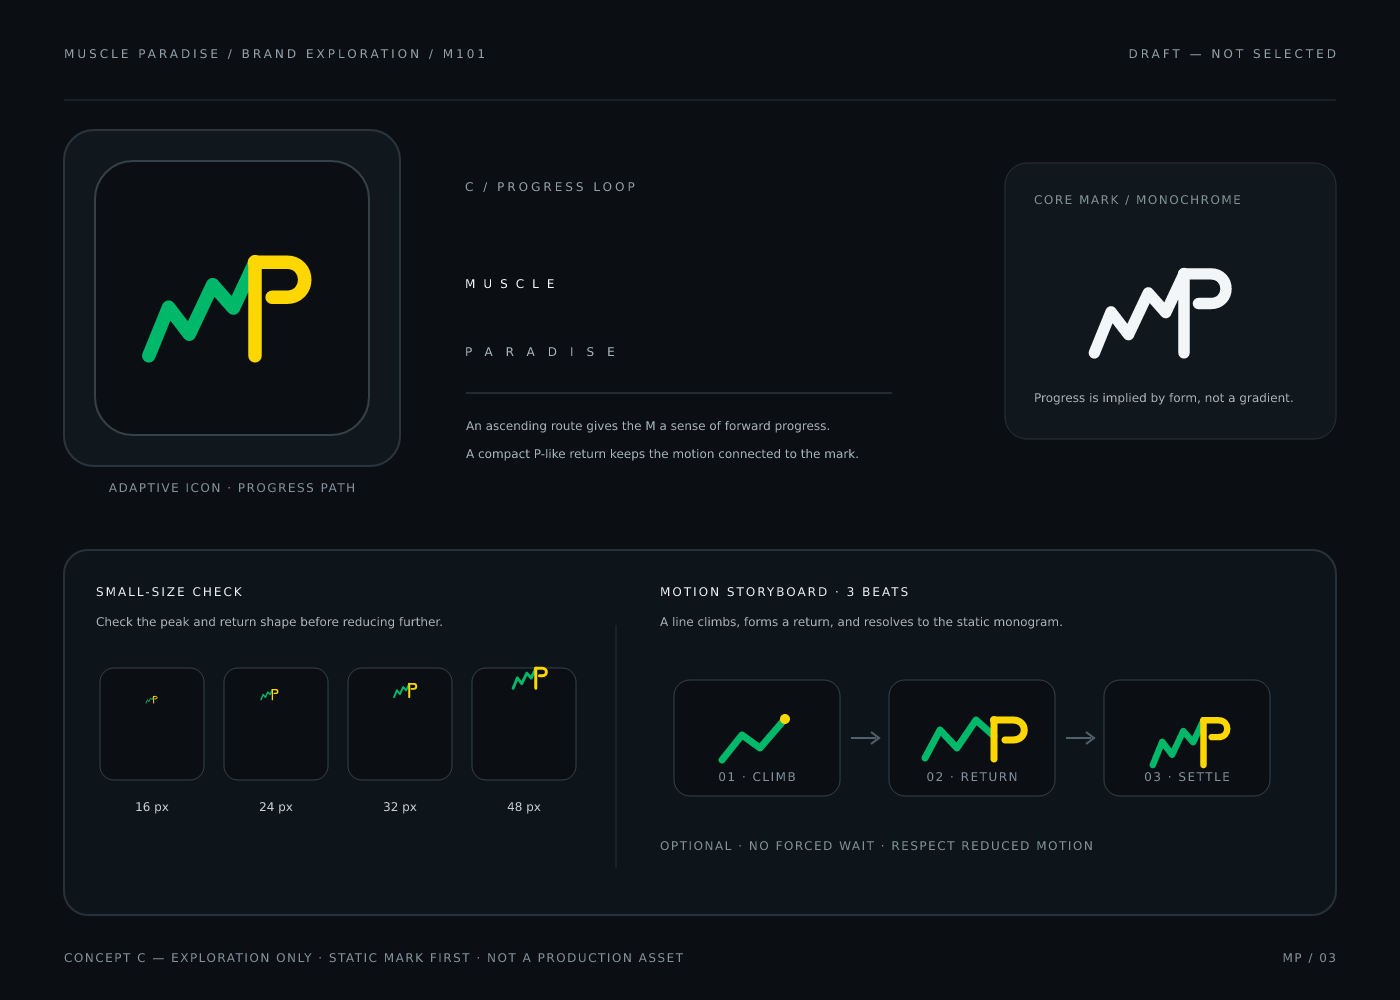 MUSCLE PARADISE / BRAND EXPLORATION / M101
DRAFT — NOT SELECTED
C / PROGRESS LOOP
MUSCLE
PARADISE
An ascending route gives the M a sense of forward progress.
A compact P-like return keeps the motion connected to the mark.
ADAPTIVE ICON · PROGRESS PATH
CORE MARK / MONOCHROME
Progress is implied by form, not a gradient.
SMALL-SIZE CHECK
Check the peak and return shape before reducing further.
16 px
24 px
32 px
48 px
MOTION STORYBOARD · 3 BEATS
A line climbs, forms a return, and resolves to the static monogram.
01 · CLIMB
02 · RETURN
03 · SETTLE
OPTIONAL · NO FORCED WAIT · RESPECT REDUCED MOTION
CONCEPT C — EXPLORATION ONLY · STATIC MARK FIRST · NOT A PRODUCTION ASSET
MP / 03